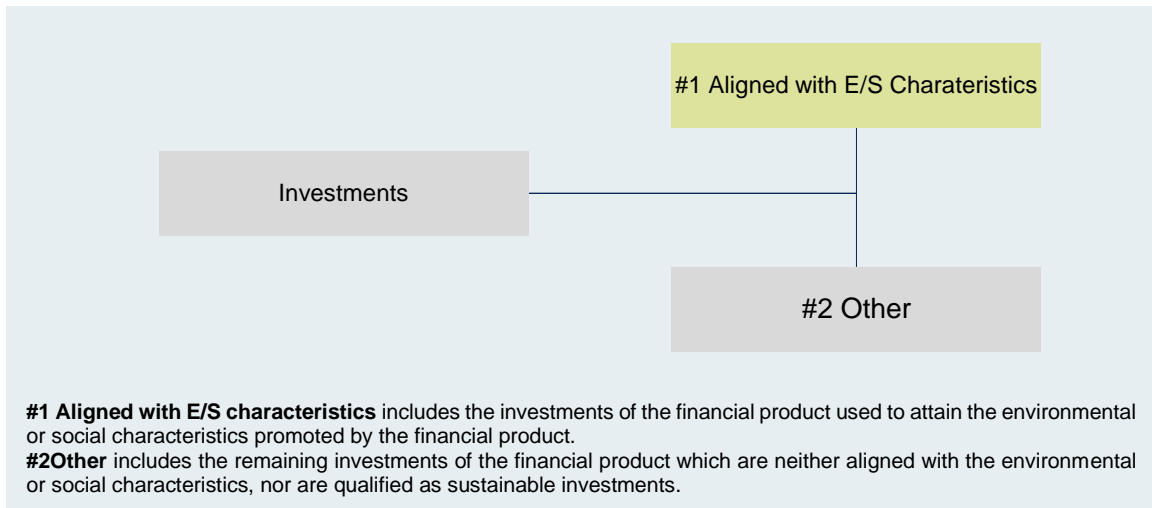 #1 Aligned with E/S Charateristics
Investments
#2 Other
#1 Aligned with E/S characteristics includes the investments of the financial product used to attain the environmental
or social characteristics promoted by the financial product.
#2Other includes the remaining investments of the financial product which are neither aligned with the environmental
or social characteristics, nor are qualified as sustainable investments.